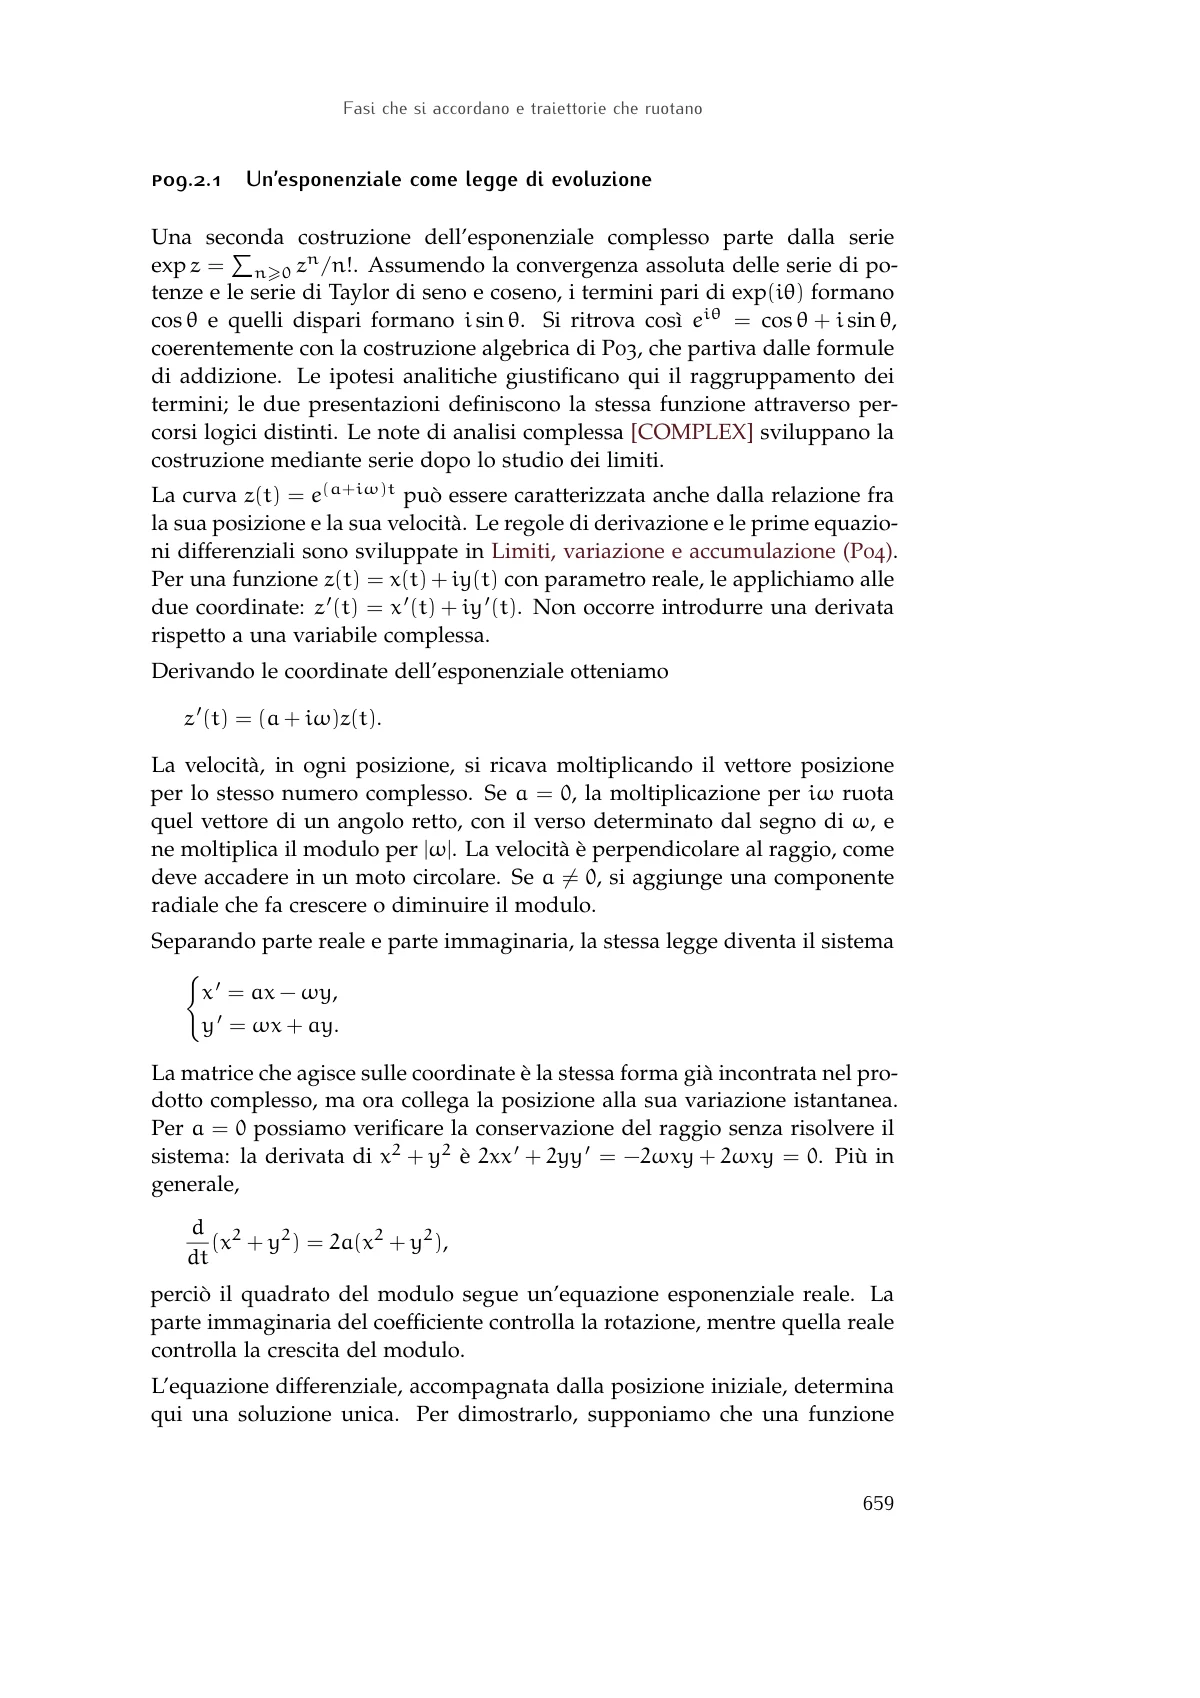 Fasi che si accordano e traiettorie che ruotano
P09.2.1 Un'esponenziale come legge di evoluzione
Una seconda costruzione dell'esponenziale complesso parte dalla serie
exp z = ∑n⩾0 zⁿ/n!. Assumendo la convergenza assoluta delle serie di po-
tenze e le serie di Taylor di seno e coseno, i termini pari di exp(iθ) formano
cos θ e quelli dispari formano i sin θ. Si ritrova così e^{iθ} = cos θ + i sin θ,
coerentemente con la costruzione algebrica di P03, che partiva dalle formule
di addizione. Le ipotesi analitiche giustificano qui il raggruppamento dei
termini; le due presentazioni definiscono la stessa funzione attraverso per-
corsi logici distinti. Le note di analisi complessa [COMPLEX] sviluppano la
costruzione mediante serie dopo lo studio dei limiti.
La curva z(t) = e^{(a+iω)t} può essere caratterizzata anche dalla relazione fra
la sua posizione e la sua velocità. Le regole di derivazione e le prime equazio-
ni differenziali sono sviluppate in Limiti, variazione e accumulazione (P04).
Per una funzione z(t) = x(t) + iy(t) con parametro reale, le applichiamo alle
due coordinate: z′(t) = x′(t) + iy′(t). Non occorre introdurre una derivata
rispetto a una variabile complessa.
Derivando le coordinate dell'esponenziale otteniamo
z′(t) = (a + iω)z(t).
La velocità, in ogni posizione, si ricava moltiplicando il vettore posizione
per lo stesso numero complesso. Se a = 0, la moltiplicazione per iω ruota
quel vettore di un angolo retto, con il verso determinato dal segno di ω, e
ne moltiplica il modulo per |ω|. La velocità è perpendicolare al raggio, come
deve accadere in un moto circolare. Se a ≠ 0, si aggiunge una componente
radiale che fa crescere o diminuire il modulo.
Separando parte reale e parte immaginaria, la stessa legge diventa il sistema
x′ = ax − ωy,
y′ = ωx + ay.
La matrice che agisce sulle coordinate è la stessa forma già incontrata nel pro-
dotto complesso, ma ora collega la posizione alla sua variazione istantanea.
Per a = 0 possiamo verificare la conservazione del raggio senza risolvere il
sistema: la derivata di x² + y² è 2xx′ + 2yy′ = −2ωxy + 2ωxy = 0. Più in
generale,
d/dt (x² + y²) = 2a(x² + y²),
perciò il quadrato del modulo segue un'equazione esponenziale reale. La
parte immaginaria del coefficiente controlla la rotazione, mentre quella reale
controlla la crescita del modulo.
L'equazione differenziale, accompagnata dalla posizione iniziale, determina
qui una soluzione unica. Per dimostrarlo, supponiamo che una funzione
659